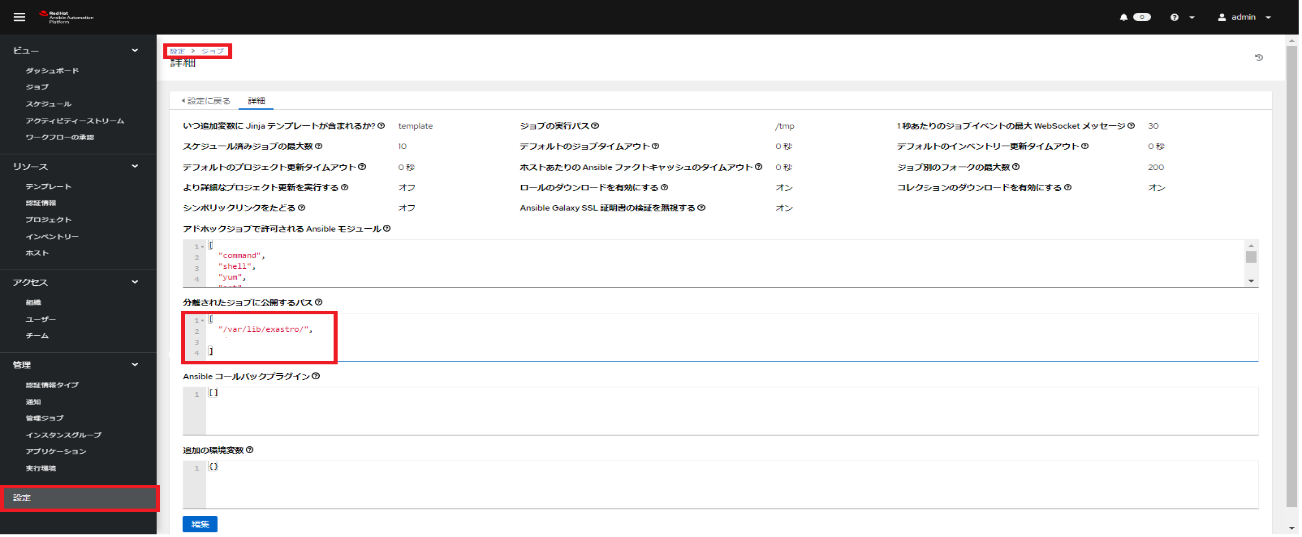 Red Hat
Ansible Automation
Platform
0
admin
ビュー
ダッシュボード
ジョブ
スケジュール
アクティビティーストリーム
ワークフローの承認
リソース
テンプレート
認証情報
プロジェクト
インベントリー
ホスト
アクセス
組織
ユーザー
チーム
管理
認証情報タイプ
通知
管理ジョブ
インスタンスグループ
アプリケーション
実行環境
設定
設定 > ジョブ
詳細
設定に戻る 詳細
いつ追加変数に Jinja テンプレートが含まれるか? template ジョブの実行パス /tmp 1 秒あたりのジョブイベントの最大 WebSocket メッセージ 30
スケジュール済みジョブの最大数 10 デフォルトのジョブタイムアウト 0 秒 デフォルトのインベントリー更新タイムアウト 0 秒
デフォルトのプロジェクト更新タイムアウト 0 秒 ホストあたりの Ansible ファクトキャッシュのタイムアウト 0 秒 ジョブ別のフォークの最大数 200
より詳細なプロジェクト更新を実行する オフ ロールのダウンロードを有効にする オン コレクションのダウンロードを有効にする オン
シンボリックリンクをたどる オフ Ansible Galaxy SSL 証明書の検証を無視する オン
アドホックジョブで許可される Ansible モジュール
1 [
2 "command",
3 "shell",
4 "yum",
分離されたジョブに公開するパス
1 [
2 "/var/lib/exastro/",
3
4 ]
Ansible コールバックプラグイン
1 []
追加の環境変数
1 {}
編集